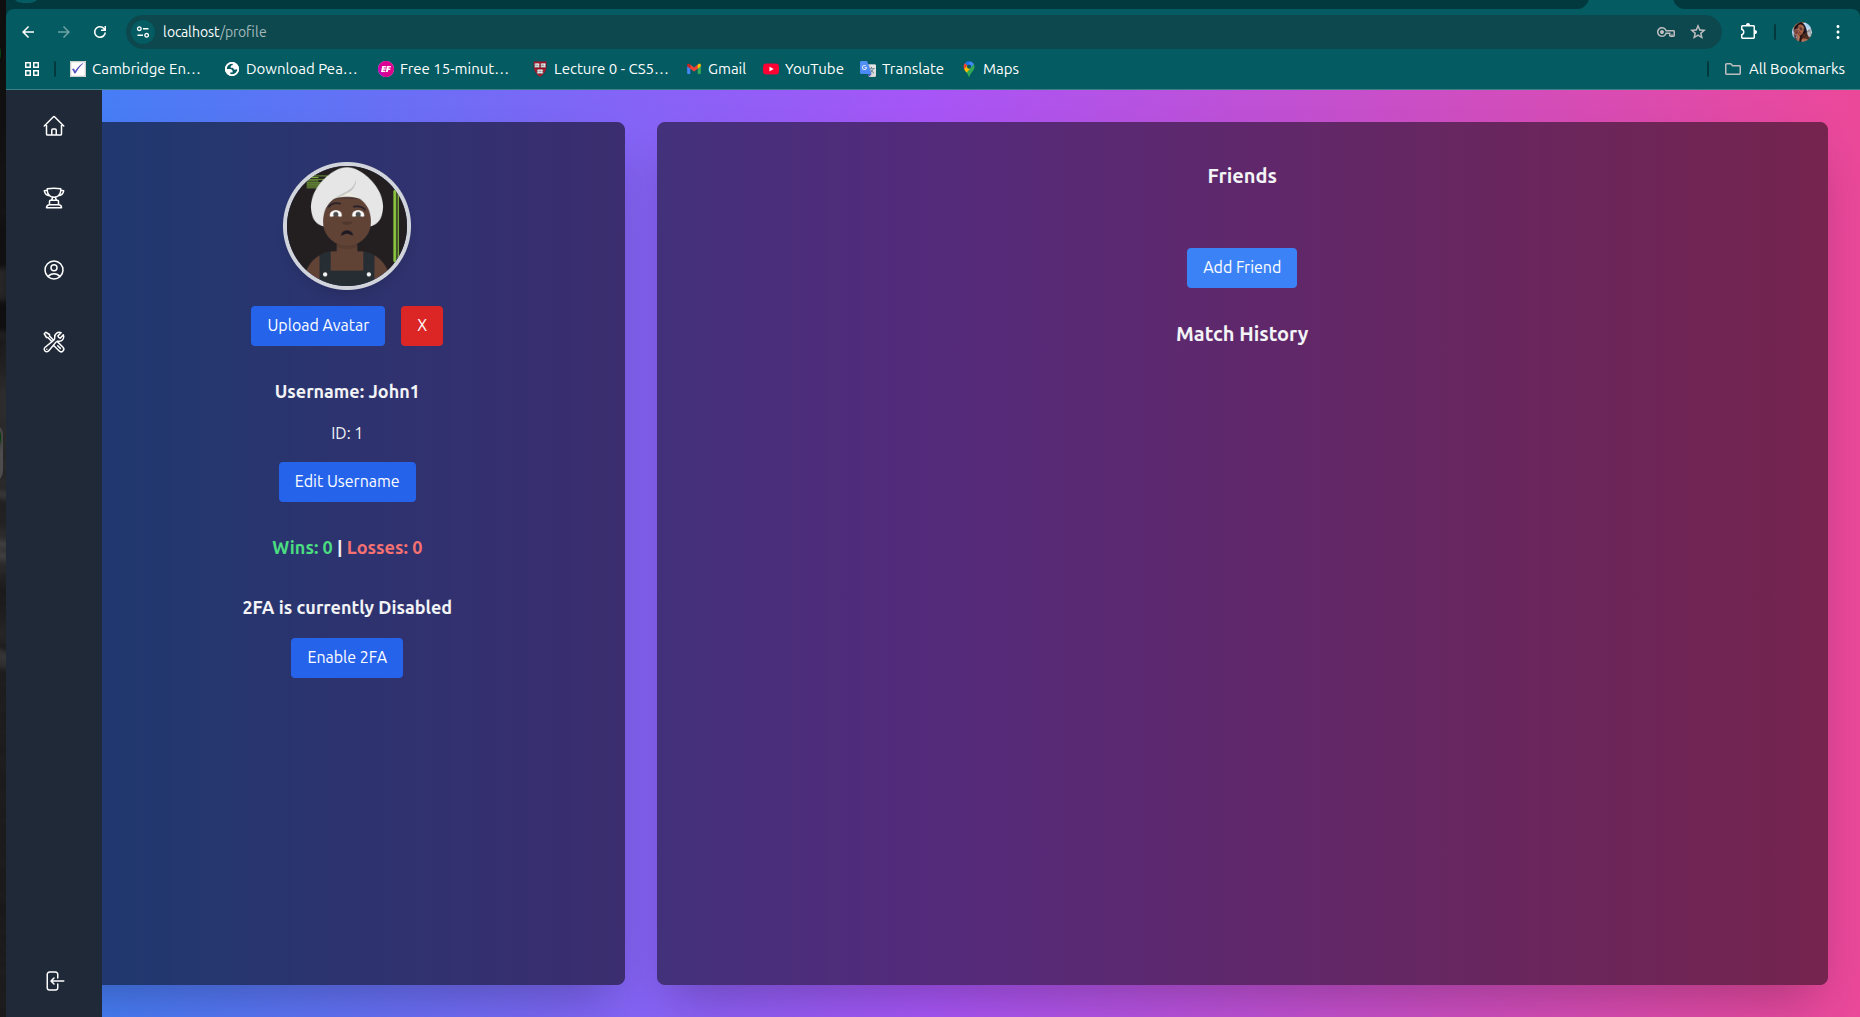 localhost/profile
Cambridge En... Download Pea... EF Free 15-minut... Lecture 0 - CS5... Gmail YouTube Translate Maps All Bookmarks
Friends
Add Friend
Match History
Upload Avatar X
Username: John1
ID: 1
Edit Username
Wins: 0 | Losses: 0
2FA is currently Disabled
Enable 2FA